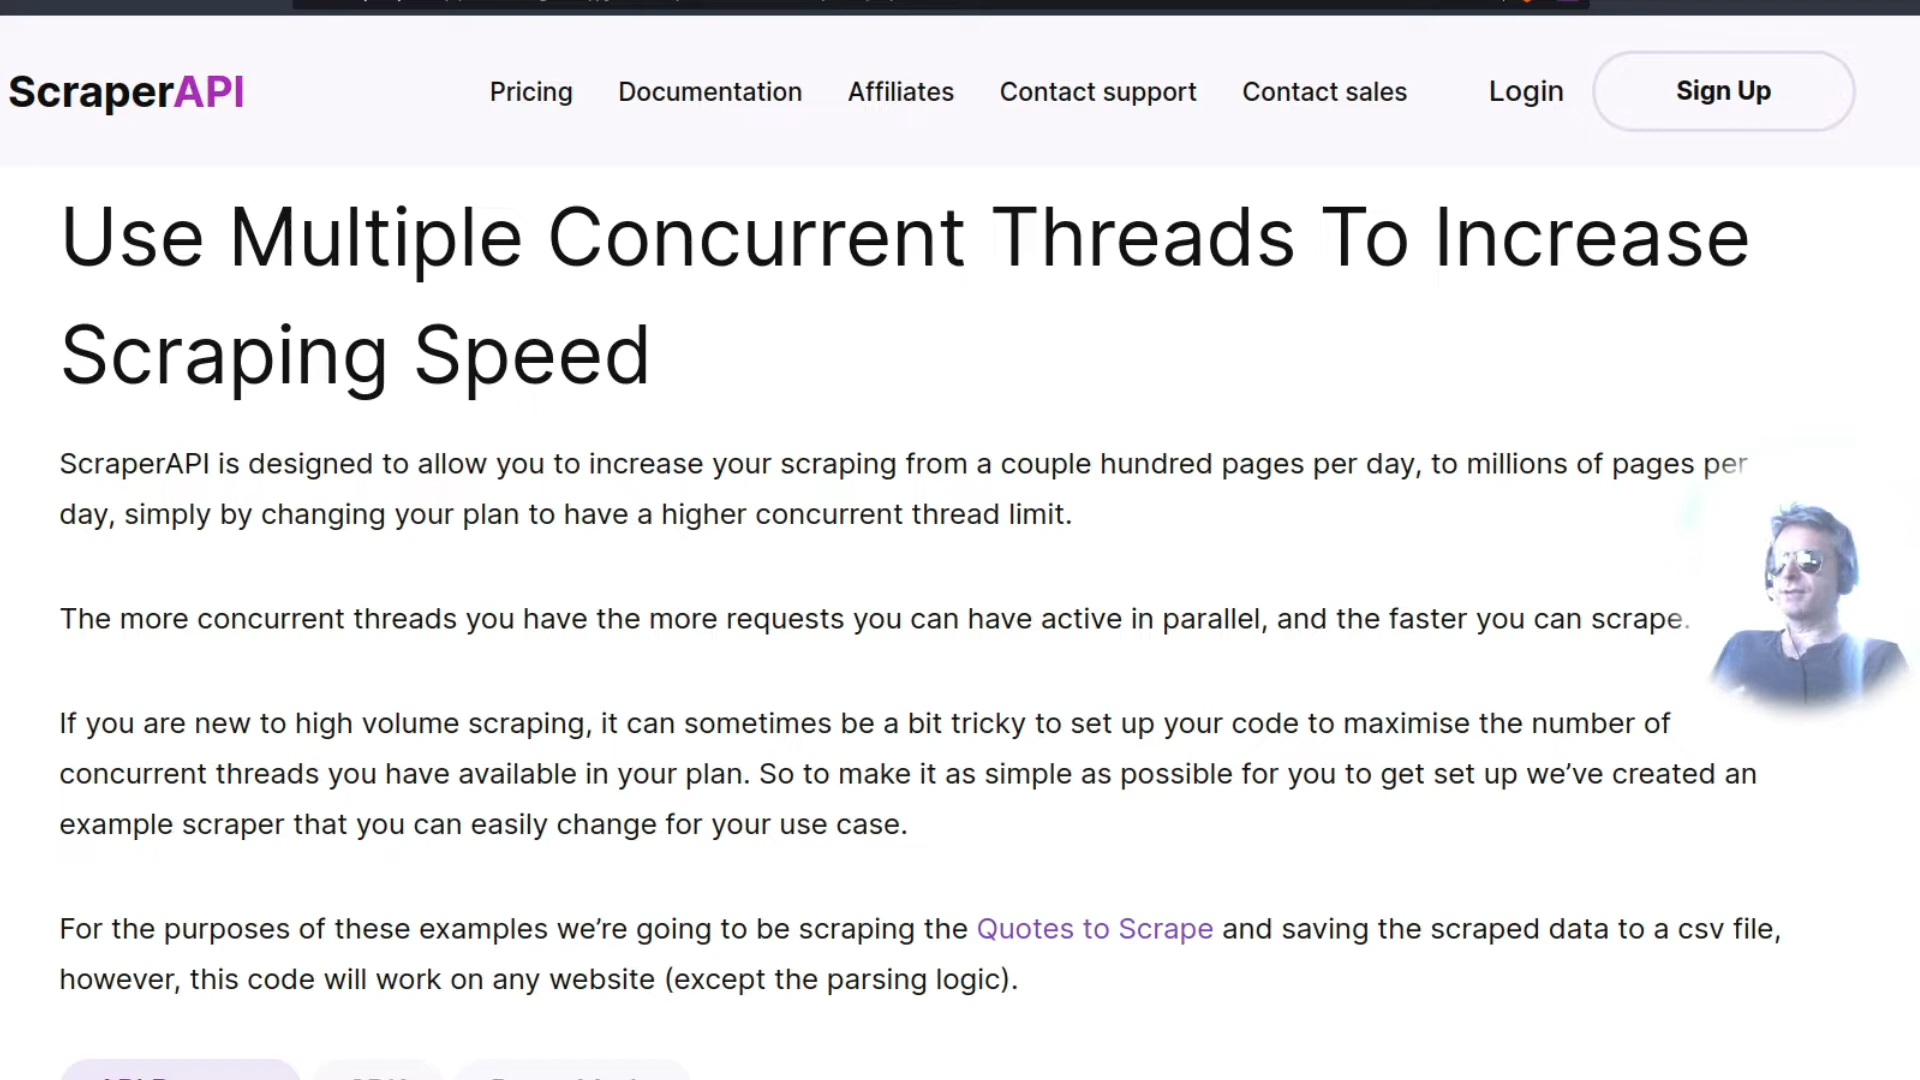 ScraperAPI
Pricing
Documentation
Affiliates
Contact support
Contact sales
Login
Sign Up
Use Multiple Concurrent Threads To Increase
Scraping Speed
ScraperAPI is designed to allow you to increase your scraping from a couple hundred pages per day, to millions of pages per
day, simply by changing your plan to have a higher concurrent thread limit.
The more concurrent threads you have the more requests you can have active in parallel, and the faster you can scrape.
If you are new to high volume scraping, it can sometimes be a bit tricky to set up your code to maximise the number of
concurrent threads you have available in your plan. So to make it as simple as possible for you to get set up we’ve created an
example scraper that you can easily change for your use case.
For the purposes of these examples we’re going to be scraping the Quotes to Scrape and saving the scraped data to a csv file,
however, this code will work on any website (except the parsing logic).